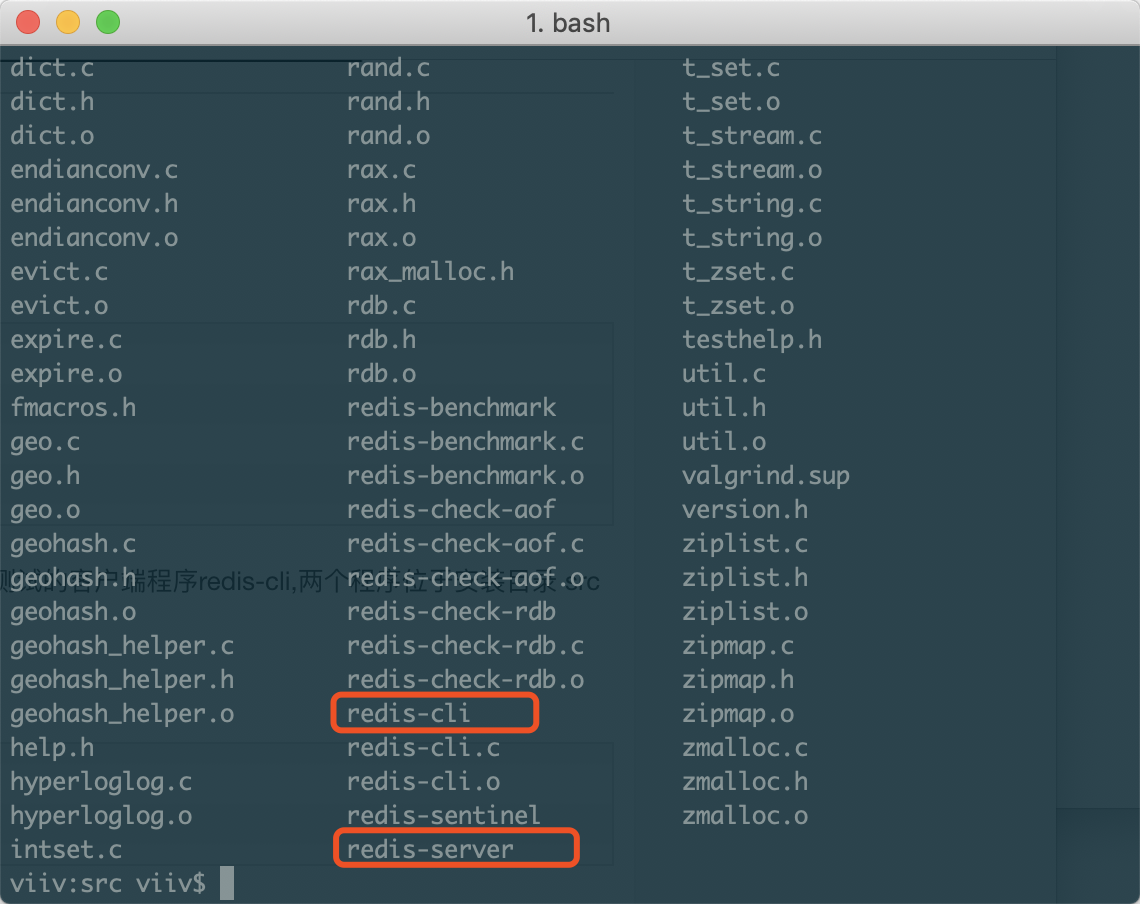 1. bash
dict.c rand.c t_set.c
dict.h rand.h t_set.o
dict.o rand.o t_stream.c
endianconv.c rax.c t_stream.o
endianconv.h rax.h t_string.c
endianconv.o rax.o t_string.o
evict.c rax_malloc.h t_zset.c
evict.o rdb.c t_zset.o
expire.c rdb.h testhelp.h
expire.o rdb.o util.c
fmacros.h redis-benchmark util.h
geo.c redis-benchmark.c util.o
geo.h redis-benchmark.o valgrind.sup
geo.o redis-check-aof version.h
geohash.c redis-check-aof.c ziplist.c
geohash.h redis-check-aof.o ziplist.h
测试的客户端程序redis-cli,两个程序位于安装目录 src
geohash.o redis-check-rdb ziplist.o
geohash_helper.c redis-check-rdb.c zipmap.c
geohash_helper.h redis-check-rdb.o zipmap.h
geohash_helper.o redis-cli zipmap.o
help.h redis-cli.c zmalloc.c
hyperloglog.c redis-cli.o zmalloc.h
hyperloglog.o redis-sentinel zmalloc.o
intset.c redis-server
viiv:src viiv$